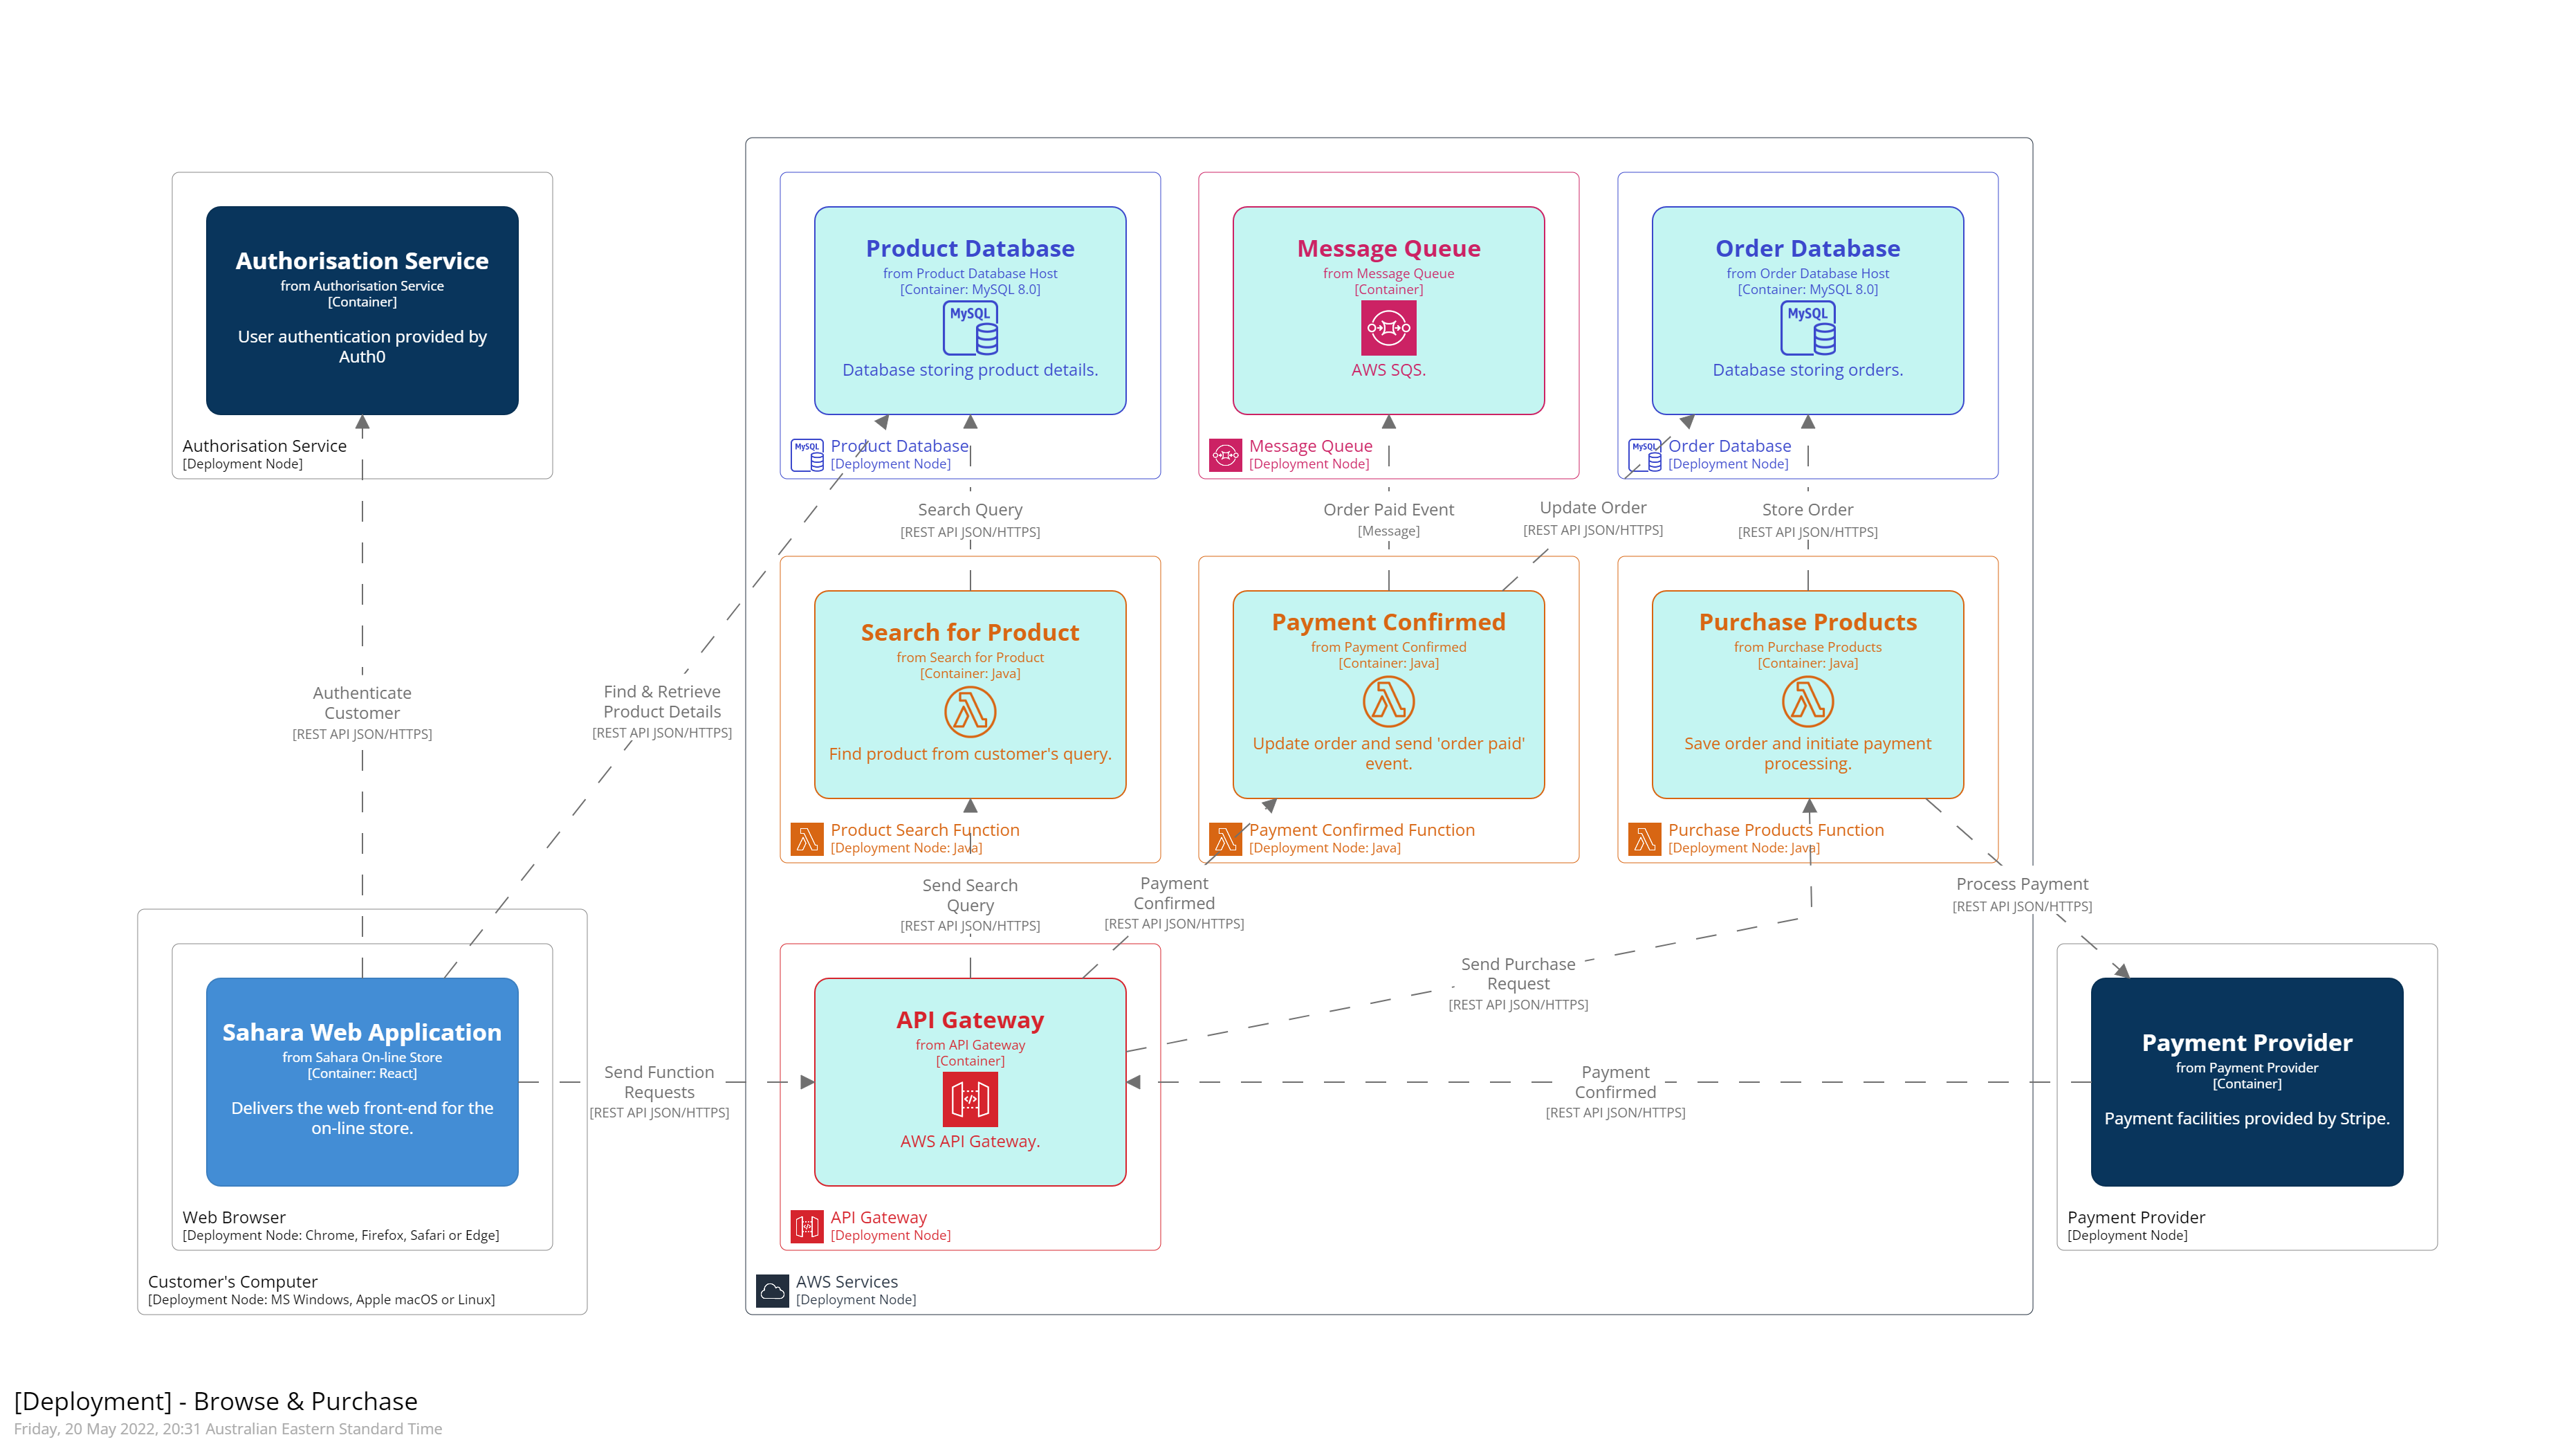 Authorisation Service
from Authorisation Service
[Container]
User authentication provided by
Auth0
Authorisation Service
[Deployment Node]
Product Database
from Product Database Host
[Container: MySQL 8.0]
MySQL
Database storing product details.
MySQL
Product Database
[Deployment Node]
Message Queue
from Message Queue
[Container]
AWS SQS.
Message Queue
[Deployment Node]
Order Database
from Order Database Host
[Container: MySQL 8.0]
MySQL
Database storing orders.
MySQL
Order Database
[Deployment Node]
Search Query
[REST API JSON/HTTPS]
Order Paid Event
[Message]
Update Order
[REST API JSON/HTTPS]
Store Order
[REST API JSON/HTTPS]
Authenticate
Customer
[REST API JSON/HTTPS]
Find & Retrieve
Product Details
[REST API JSON/HTTPS]
Search for Product
from Search for Product
[Container: Java]
Find product from customer's query.
Product Search Function
[Deployment Node: Java]
Payment Confirmed
from Payment Confirmed
[Container: Java]
Update order and send 'order paid'
event.
Payment Confirmed Function
[Deployment Node: Java]
Purchase Products
from Purchase Products
[Container: Java]
Save order and initiate payment
processing.
Purchase Products Function
[Deployment Node: Java]
Send Search
Query
[REST API JSON/HTTPS]
Payment
Confirmed
[REST API JSON/HTTPS]
Process Payment
[REST API JSON/HTTPS]
Send Purchase
Request
[REST API JSON/HTTPS]
Sahara Web Application
from Sahara On-line Store
[Container: React]
Delivers the web front-end for the
on-line store.
Web Browser
[Deployment Node: Chrome, Firefox, Safari or Edge]
Customer's Computer
[Deployment Node: MS Windows, Apple macOS or Linux]
Send Function
Requests
[REST API JSON/HTTPS]
API Gateway
from API Gateway
[Container]
AWS API Gateway.
API Gateway
[Deployment Node]
AWS Services
[Deployment Node]
Payment
Confirmed
[REST API JSON/HTTPS]
Payment Provider
from Payment Provider
[Container]
Payment facilities provided by Stripe.
Payment Provider
[Deployment Node]
[Deployment] - Browse & Purchase
Friday, 20 May 2022, 20:31 Australian Eastern Standard Time